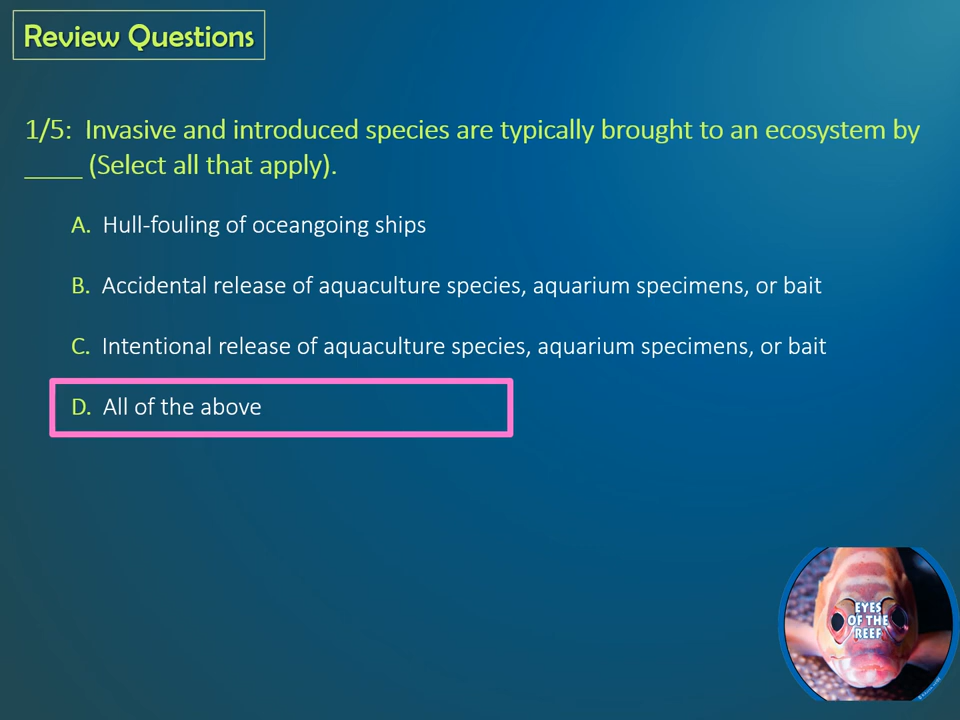 Review Questions
1/5: Invasive and introduced species are typically brought to an ecosystem by
____ (Select all that apply).
A. Hull-fouling of oceangoing ships
B. Accidental release of aquaculture species, aquarium specimens, or bait
C. Intentional release of aquaculture species, aquarium specimens, or bait
D. All of the above
EYES
OF THE
REEF